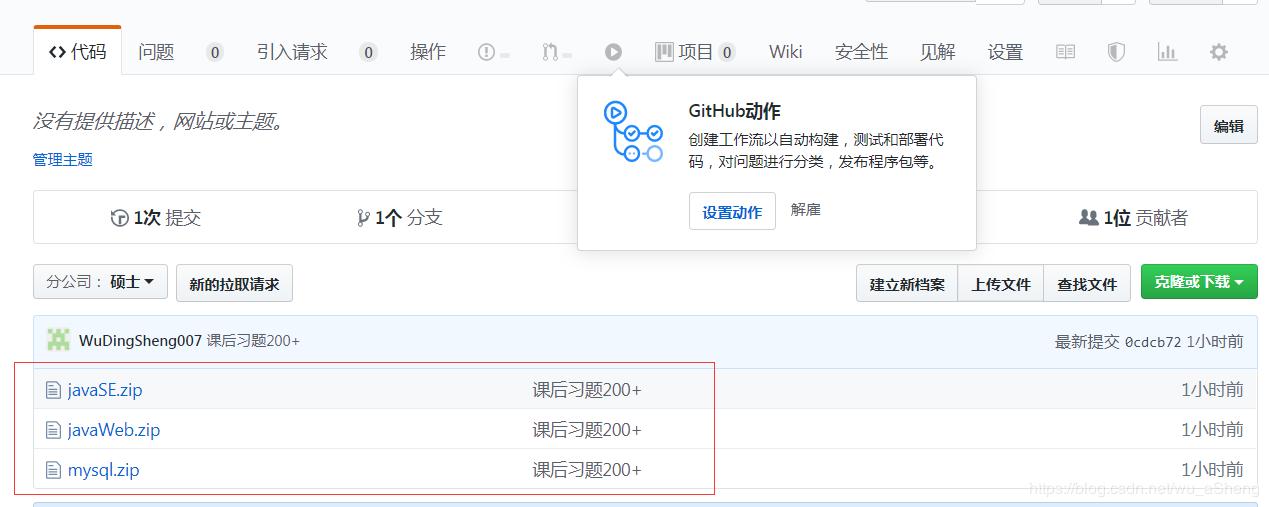 代码 问题 0 引入请求 0 操作 项目 0 Wiki 安全性 见解 设置
GitHub动作
没有提供描述，网站或主题。
创建工作流以自动构建，测试和部署代
码，对问题进行分类，发布程序包等。
编辑
管理主题
设置动作 解雇
1次 提交 1个 分支 1位 贡献者
分公司： 硕士 新的拉取请求 建立新档案 上传文件 查找文件 克隆或下载
WuDingSheng007 课后习题200+ 最新提交 0cdcb72 1小时前
javaSE.zip 课后习题200+ 1小时前
javaWeb.zip 课后习题200+ 1小时前
mysql.zip 课后习题200+ 1小时前
https://blog.csdn.net/wu_aSheng